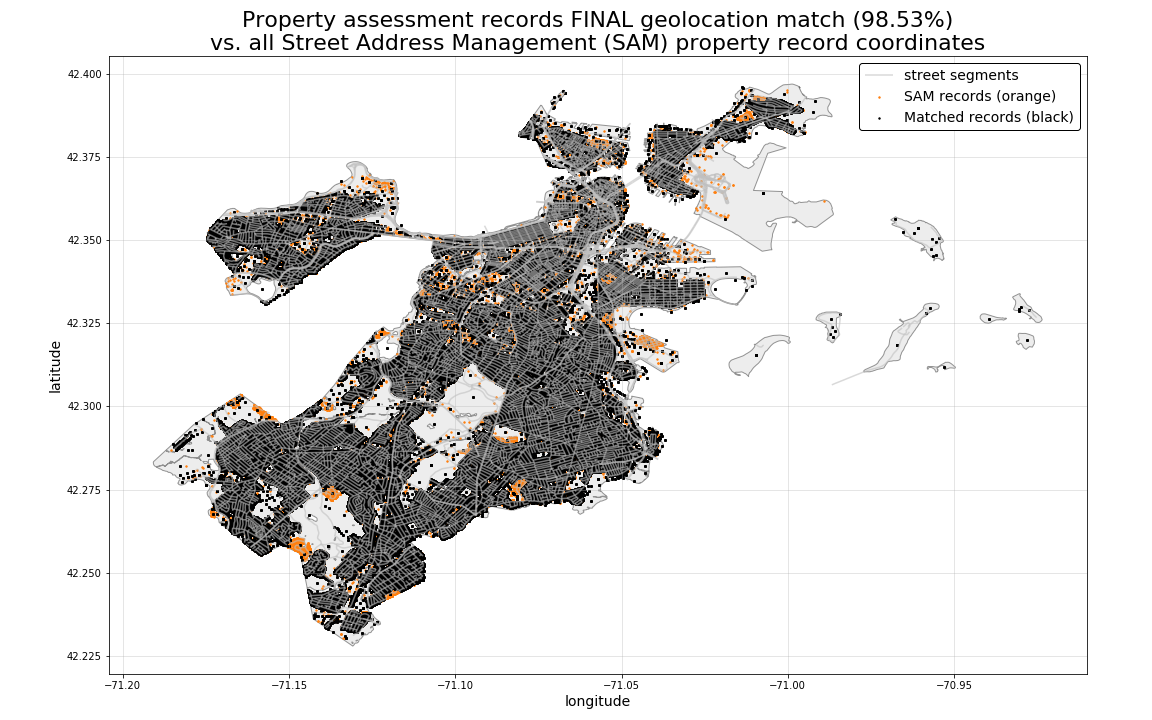 Property assessment records FINAL geolocation match (98.53%)
vs. all Street Address Management (SAM) property record coordinates
street segments
SAM records (orange)
Matched records (black)
42.400
42.375
42.350
42.325
42.300
42.275
42.250
42.225
latitude
−71.20
−71.15
−71.10
−71.05
−71.00
−70.95
longitude